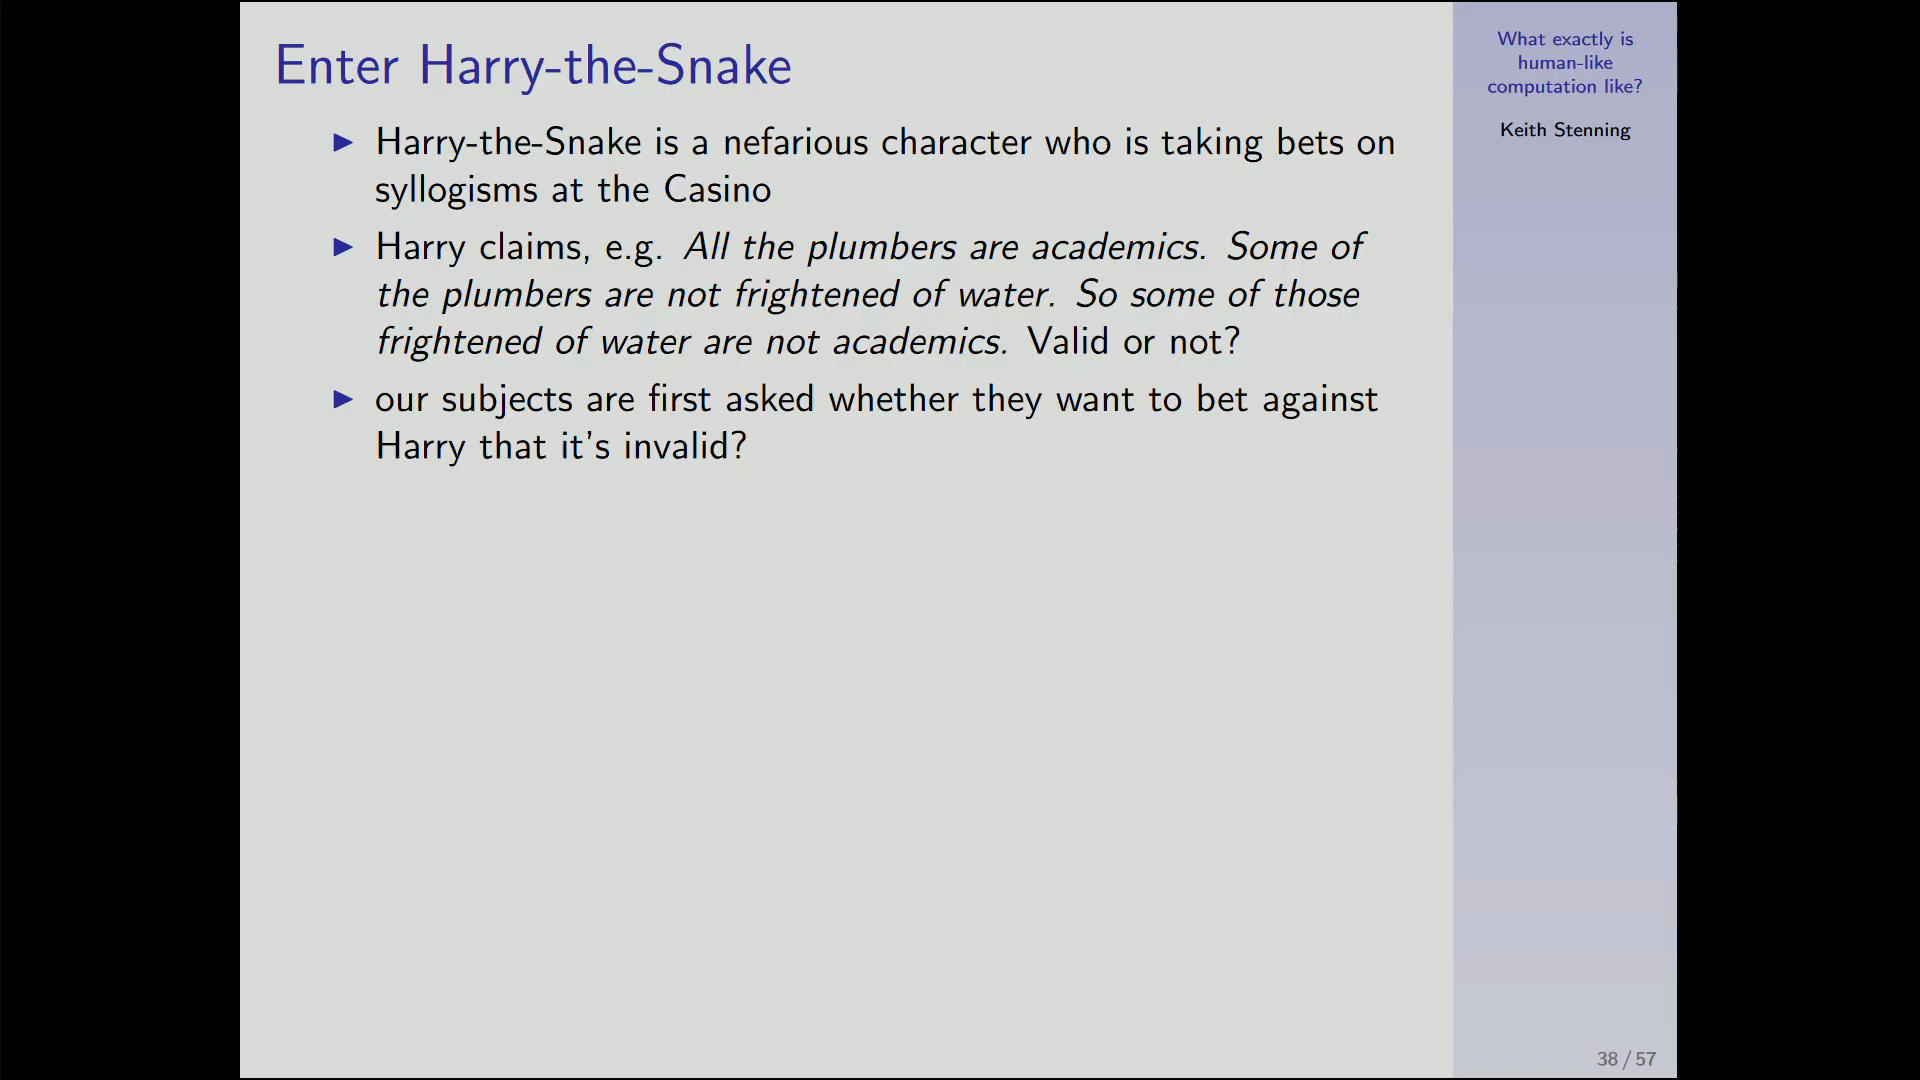 Enter Harry-the-Snake
▶ Harry-the-Snake is a nefarious character who is taking bets on
syllogisms at the Casino
▶ Harry claims, e.g. All the plumbers are academics. Some of
the plumbers are not frightened of water. So some of those
frightened of water are not academics. Valid or not?
▶ our subjects are first asked whether they want to bet against
Harry that it's invalid?
What exactly is
human-like
computation like?
Keith Stenning
38 / 57